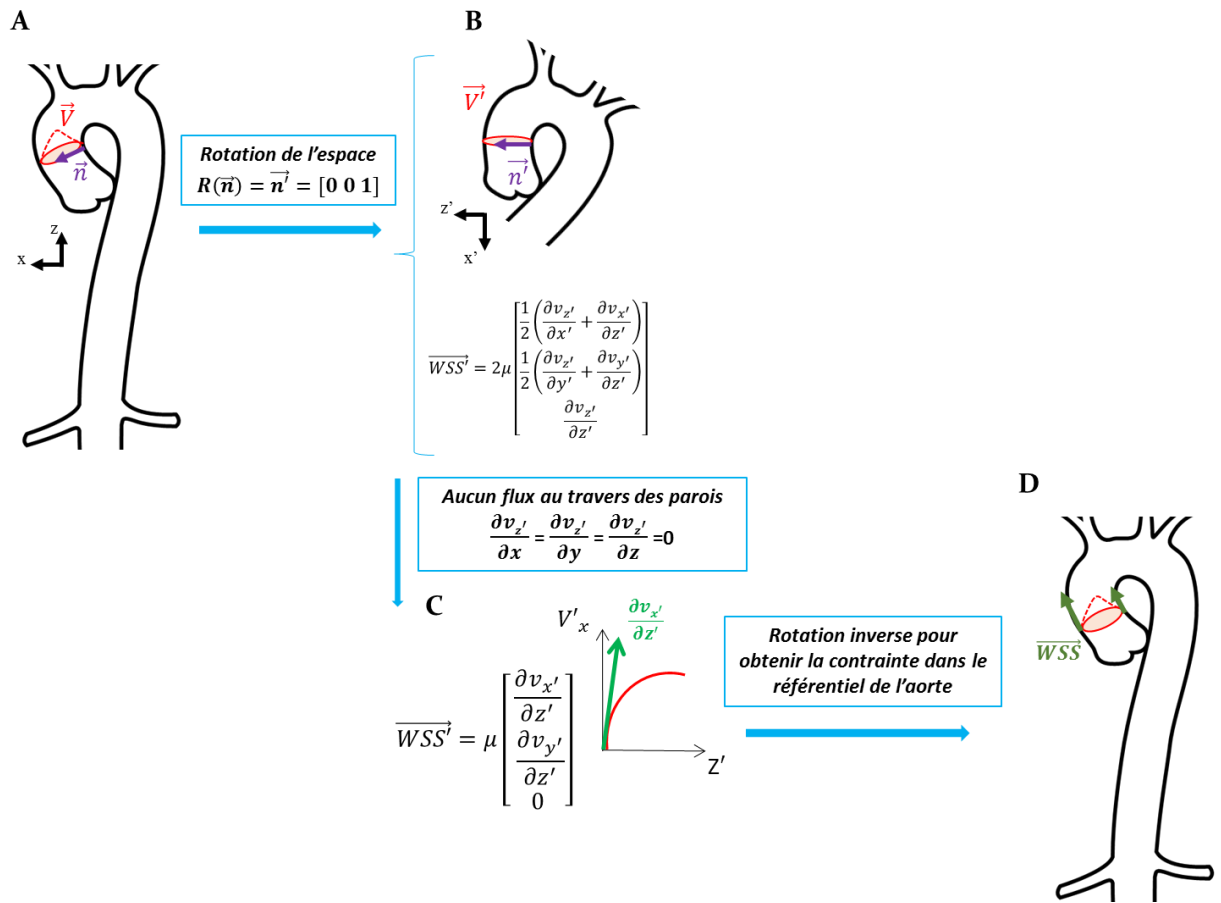 A
B
V⃗
n⃗
z
x
Rotation de l’espace
R(n⃗) = n'⃗ = [0 0 1]
V'⃗
n'⃗
z’
x’
WSS'⃗ = 2μ [ 1/2 (∂v_z'/∂x' + ∂v_x'/∂z')
1/2 (∂v_z'/∂y' + ∂v_y'/∂z')
∂v_z'/∂z' ]
Aucun flux au travers des parois
∂v_z'/∂x = ∂v_z'/∂y = ∂v_z'/∂z =0
C
V'_x
∂v_x'/∂z'
WSS'⃗ = μ [ ∂v_x'/∂z'
∂v_y'/∂z'
0 ]
Z'
Rotation inverse pour
obtenir la contrainte dans le
référentiel de l’aorte
D
WSS⃗